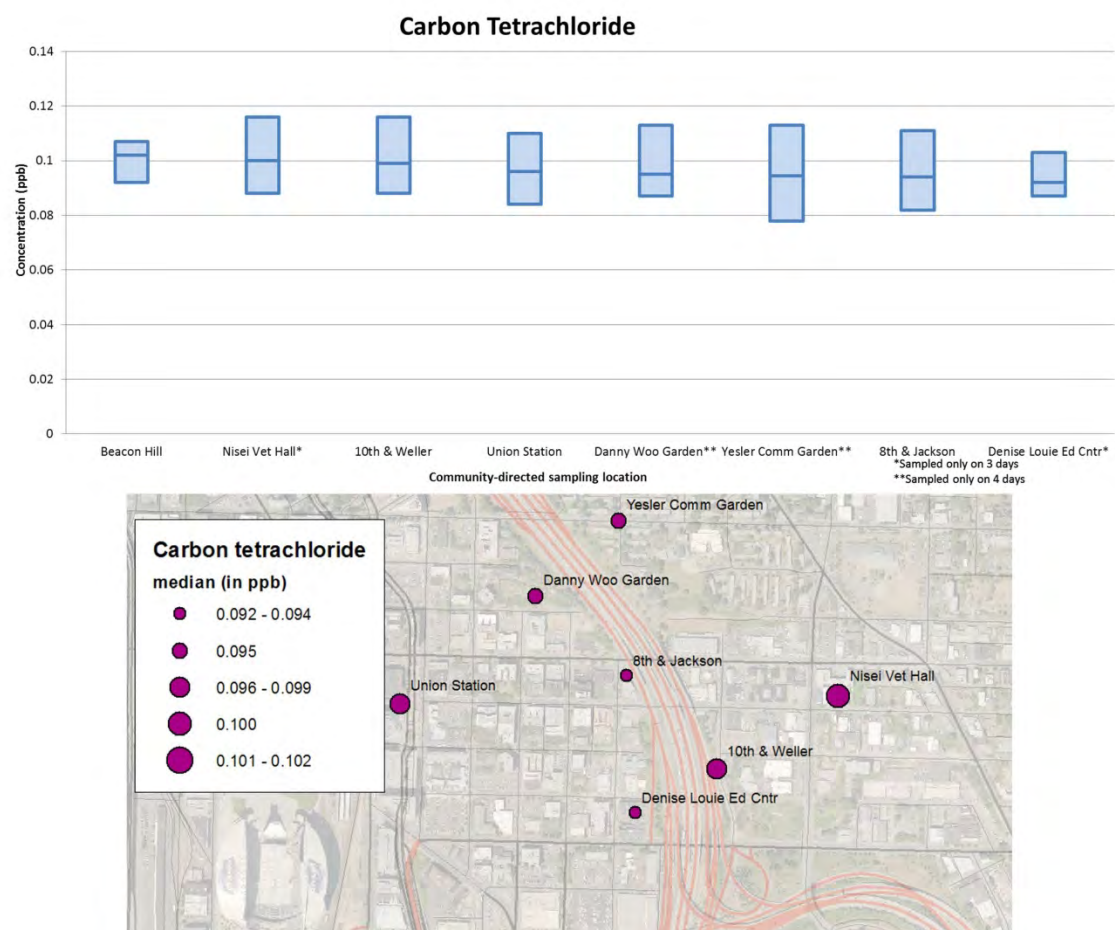 Carbon Tetrachloride
0.14
0.12
0.1
0.08
0.06
0.04
0.02
0
Concentration (ppb)
Beacon Hill
Nisei Vet Hall*
10th & Weller
Union Station
Danny Woo Garden**
Yesler Comm Garden**
8th & Jackson
Denise Louie Ed Cntr*
*Sampled only on 3 days
**Sampled only on 4 days
Community-directed sampling location
Carbon tetrachloride
median (in ppb)
0.092 - 0.094
0.095
0.096 - 0.099
0.100
0.101 - 0.102
Yesler Comm Garden
Danny Woo Garden
8th & Jackson
Union Station
Nisei Vet Hall
10th & Weller
Denise Louie Ed Cntr